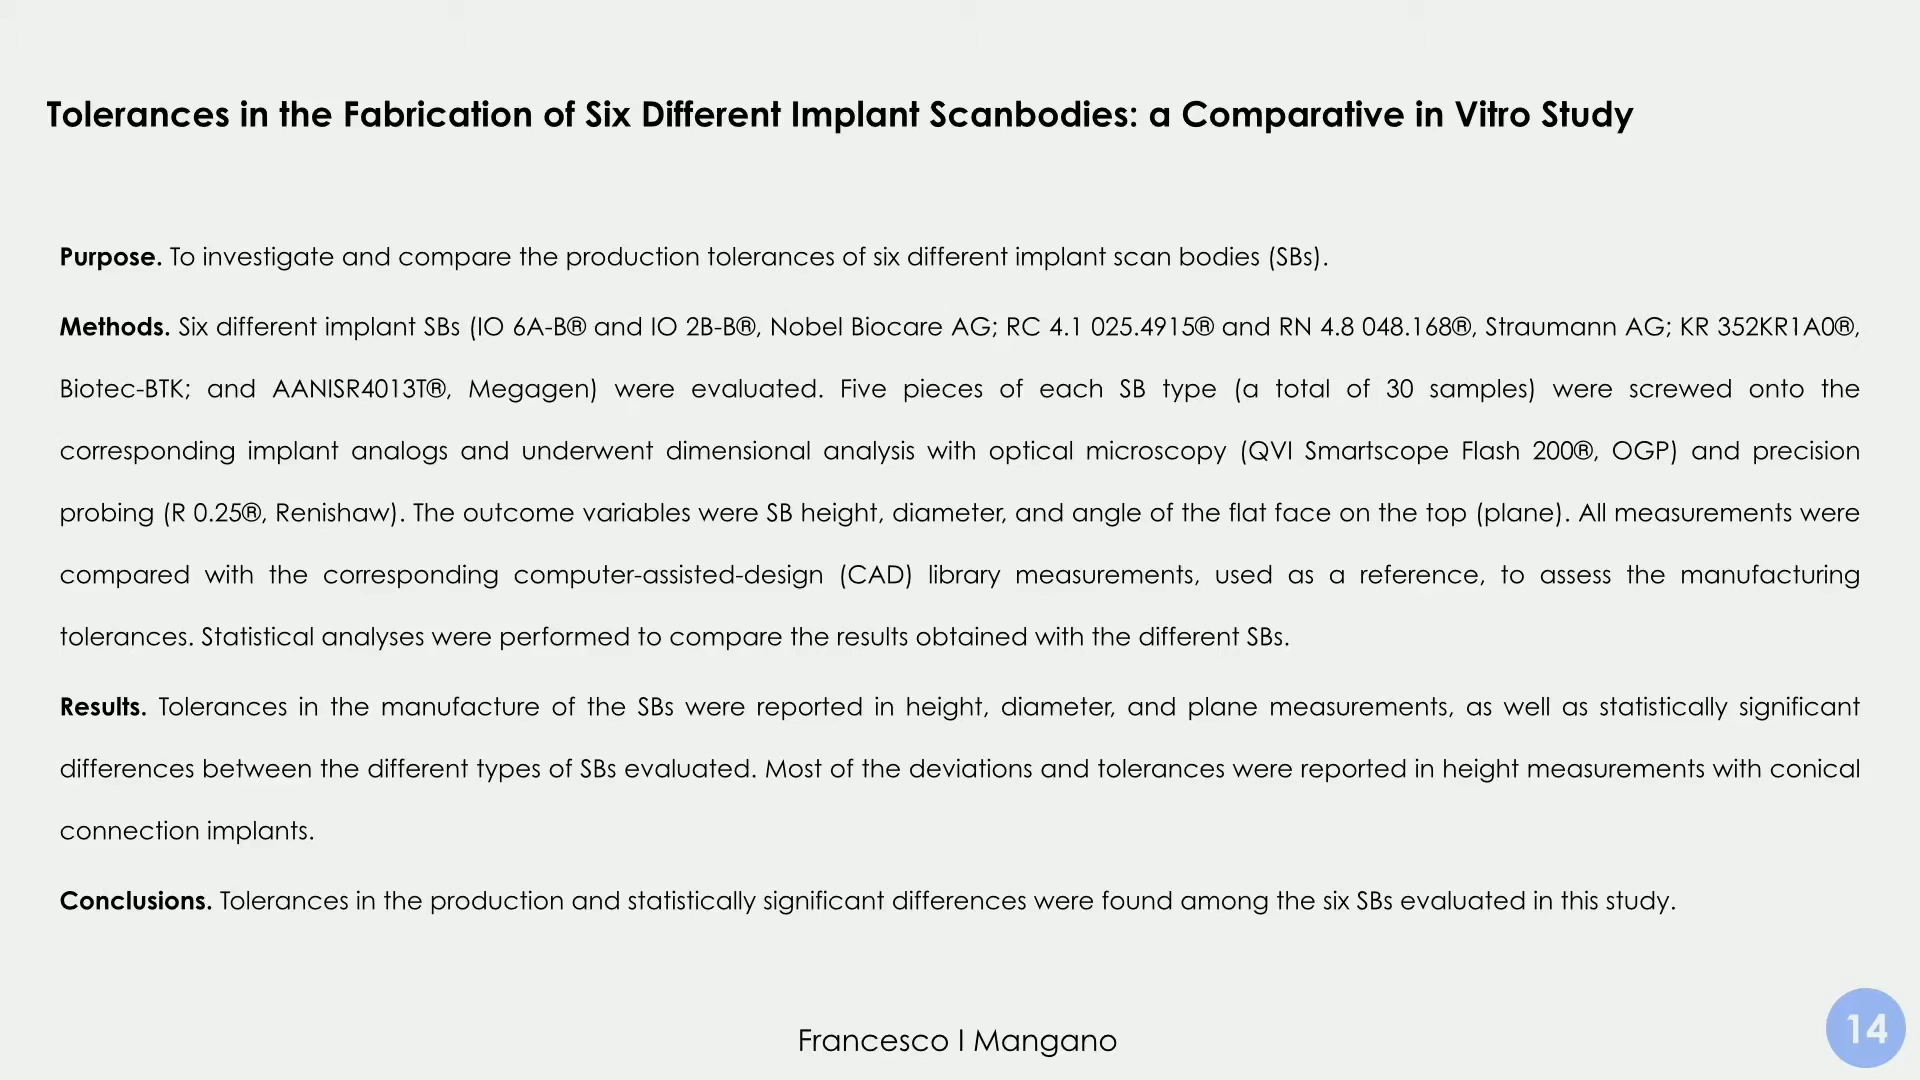 Tolerances in the Fabrication of Six Different Implant Scanbodies: a Comparative in Vitro Study
Purpose. To investigate and compare the production tolerances of six different implant scan bodies (SBs).
Methods. Six different implant SBs (IO 6A-B® and IO 2B-B®, Nobel Biocare AG; RC 4.1 025.4915® and RN 4.8 048.168®, Straumann AG; KR 352KR1A0®,
Biotec-BTK; and AANISR4013T®, Megagen) were evaluated. Five pieces of each SB type (a total of 30 samples) were screwed onto the
corresponding implant analogs and underwent dimensional analysis with optical microscopy (QVI Smartscope Flash 200®, OGP) and precision
probing (R 0.25®, Renishaw). The outcome variables were SB height, diameter, and angle of the flat face on the top (plane). All measurements were
compared with the corresponding computer-assisted-design (CAD) library measurements, used as a reference, to assess the manufacturing
tolerances. Statistical analyses were performed to compare the results obtained with the different SBs.
Results. Tolerances in the manufacture of the SBs were reported in height, diameter, and plane measurements, as well as statistically significant
differences between the different types of SBs evaluated. Most of the deviations and tolerances were reported in height measurements with conical
connection implants.
Conclusions. Tolerances in the production and statistically significant differences were found among the six SBs evaluated in this study.
Francesco I Mangano
14